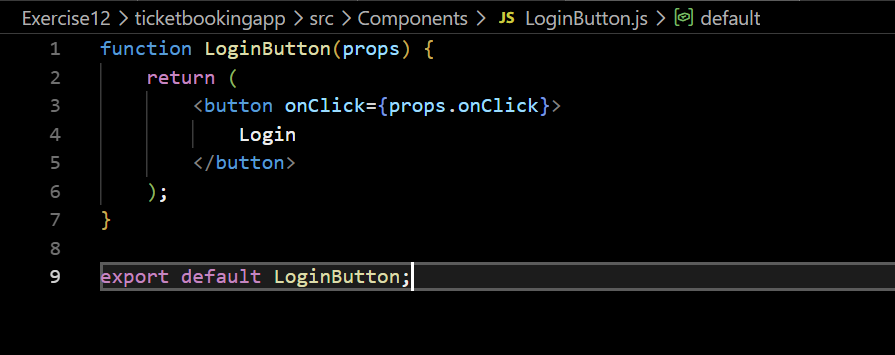 Exercise12 > ticketbookingapp > src > Components > JS LoginButton.js > default
1 function LoginButton(props) {
2     return (
3         <button onClick={props.onClick}>
4             Login
5         </button>
6     );
7 }
8
9 export default LoginButton;